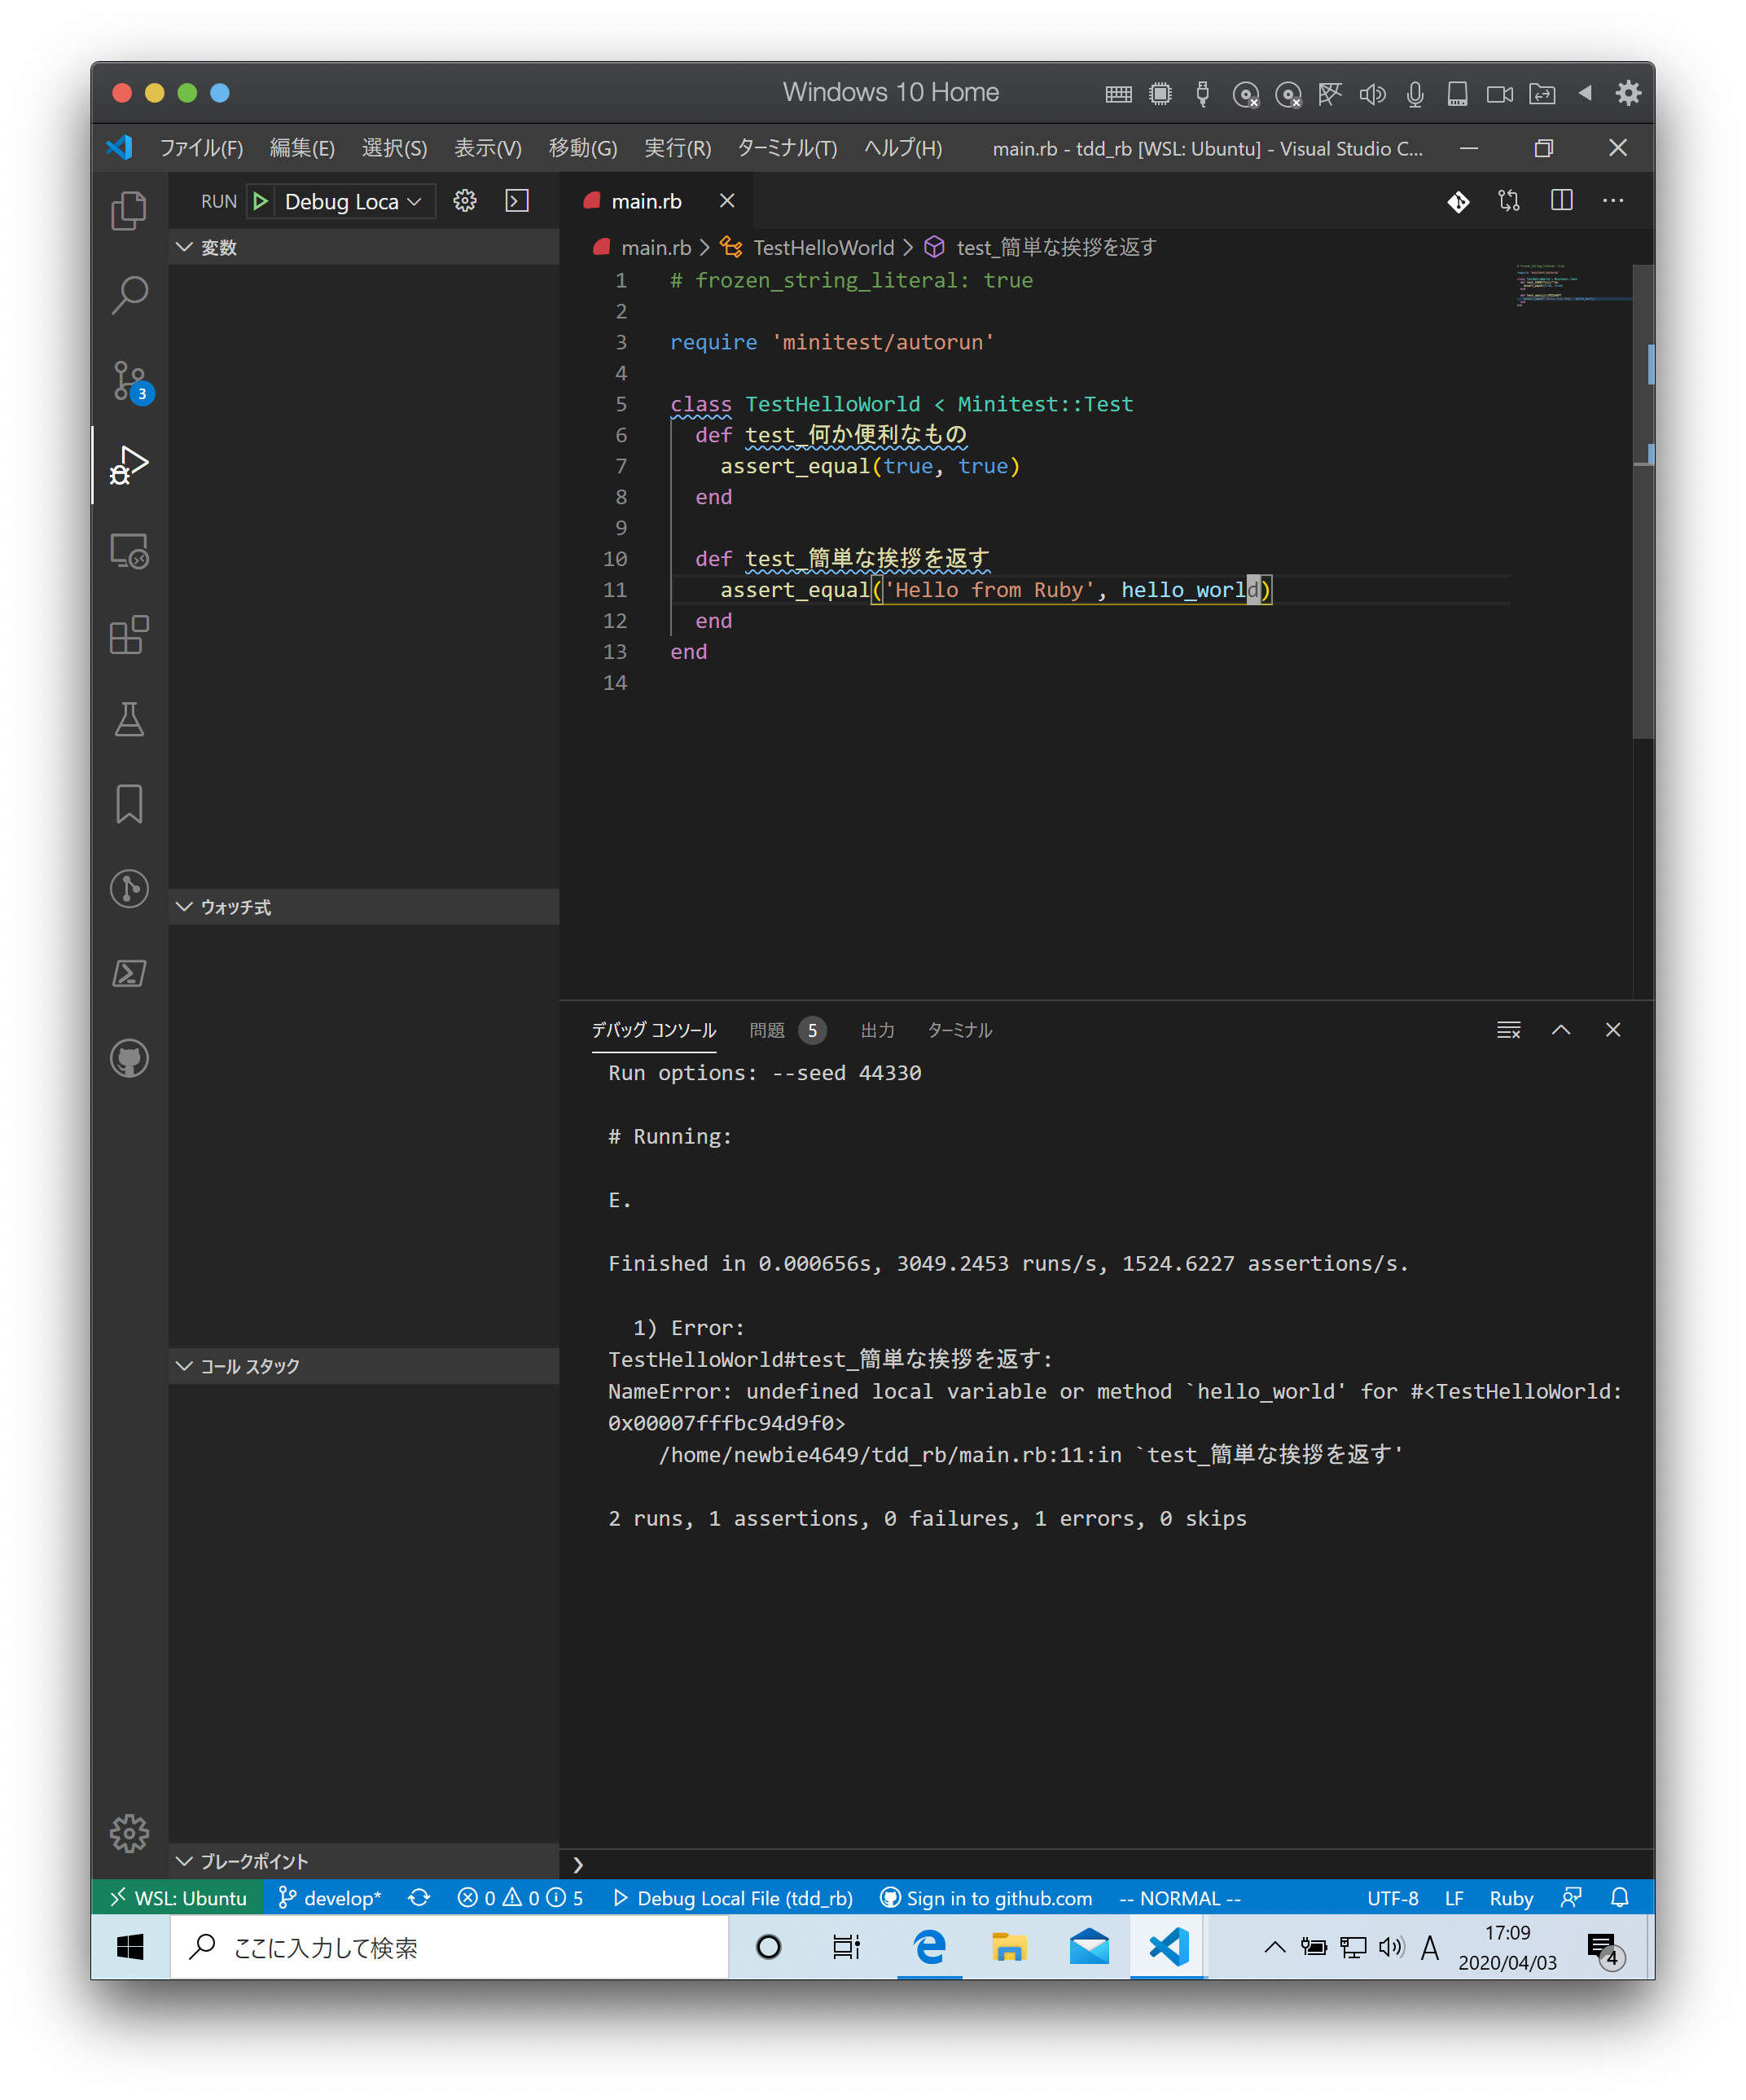 Windows 10 Home
ファイル(F) 編集(E) 選択(S) 表示(V) 移動(G) 実行(R) ターミナル(T) ヘルプ(H) main.rb - tdd_rb [WSL: Ubuntu] - Visual Studio C...
RUN Debug Loca
main.rb
変数
main.rb > TestHelloWorld > test_簡単な挨拶を返す
1 # frozen_string_literal: true
2
3 require 'minitest/autorun'
4
5 class TestHelloWorld < Minitest::Test
6 def test_何か便利なもの
7 assert_equal(true, true)
8 end
9
10 def test_簡単な挨拶を返す
11 assert_equal('Hello from Ruby', hello_world)
12 end
13 end
14
3
ウォッチ式
コール スタック
ブレークポイント
デバッグ コンソール 問題 5 出力 ターミナル
Run options: --seed 44330
# Running:
E.
Finished in 0.000656s, 3049.2453 runs/s, 1524.6227 assertions/s.
1) Error:
TestHelloWorld#test_簡単な挨拶を返す:
NameError: undefined local variable or method `hello_world' for #<TestHelloWorld:
0x00007fffbc94d9f0>
/home/newbie4649/tdd_rb/main.rb:11:in `test_簡単な挨拶を返す'
2 runs, 1 assertions, 0 failures, 1 errors, 0 skips
WSL: Ubuntu develop* 0 0 5 Debug Local File (tdd_rb) Sign in to github.com -- NORMAL -- UTF-8 LF Ruby
ここに入力して検索
A
17:09
2020/04/03
4